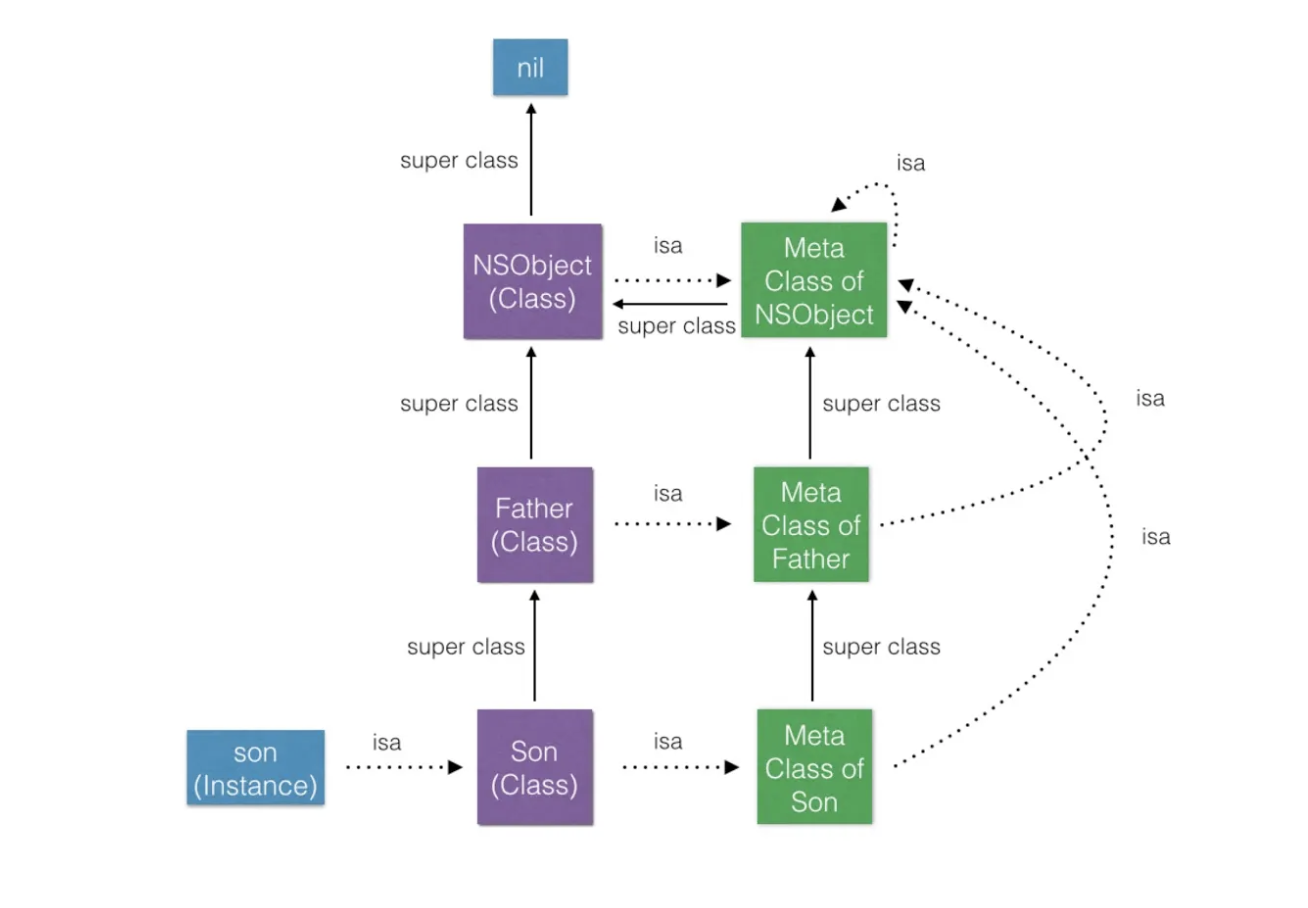 nil
super class
isa
NSObject
(Class)
isa
super class
Meta
Class of
NSObject
super class
super class
isa
Father
(Class)
isa
Meta
Class of
Father
isa
super class
super class
son
(Instance)
isa
Son
(Class)
isa
Meta
Class of
Son